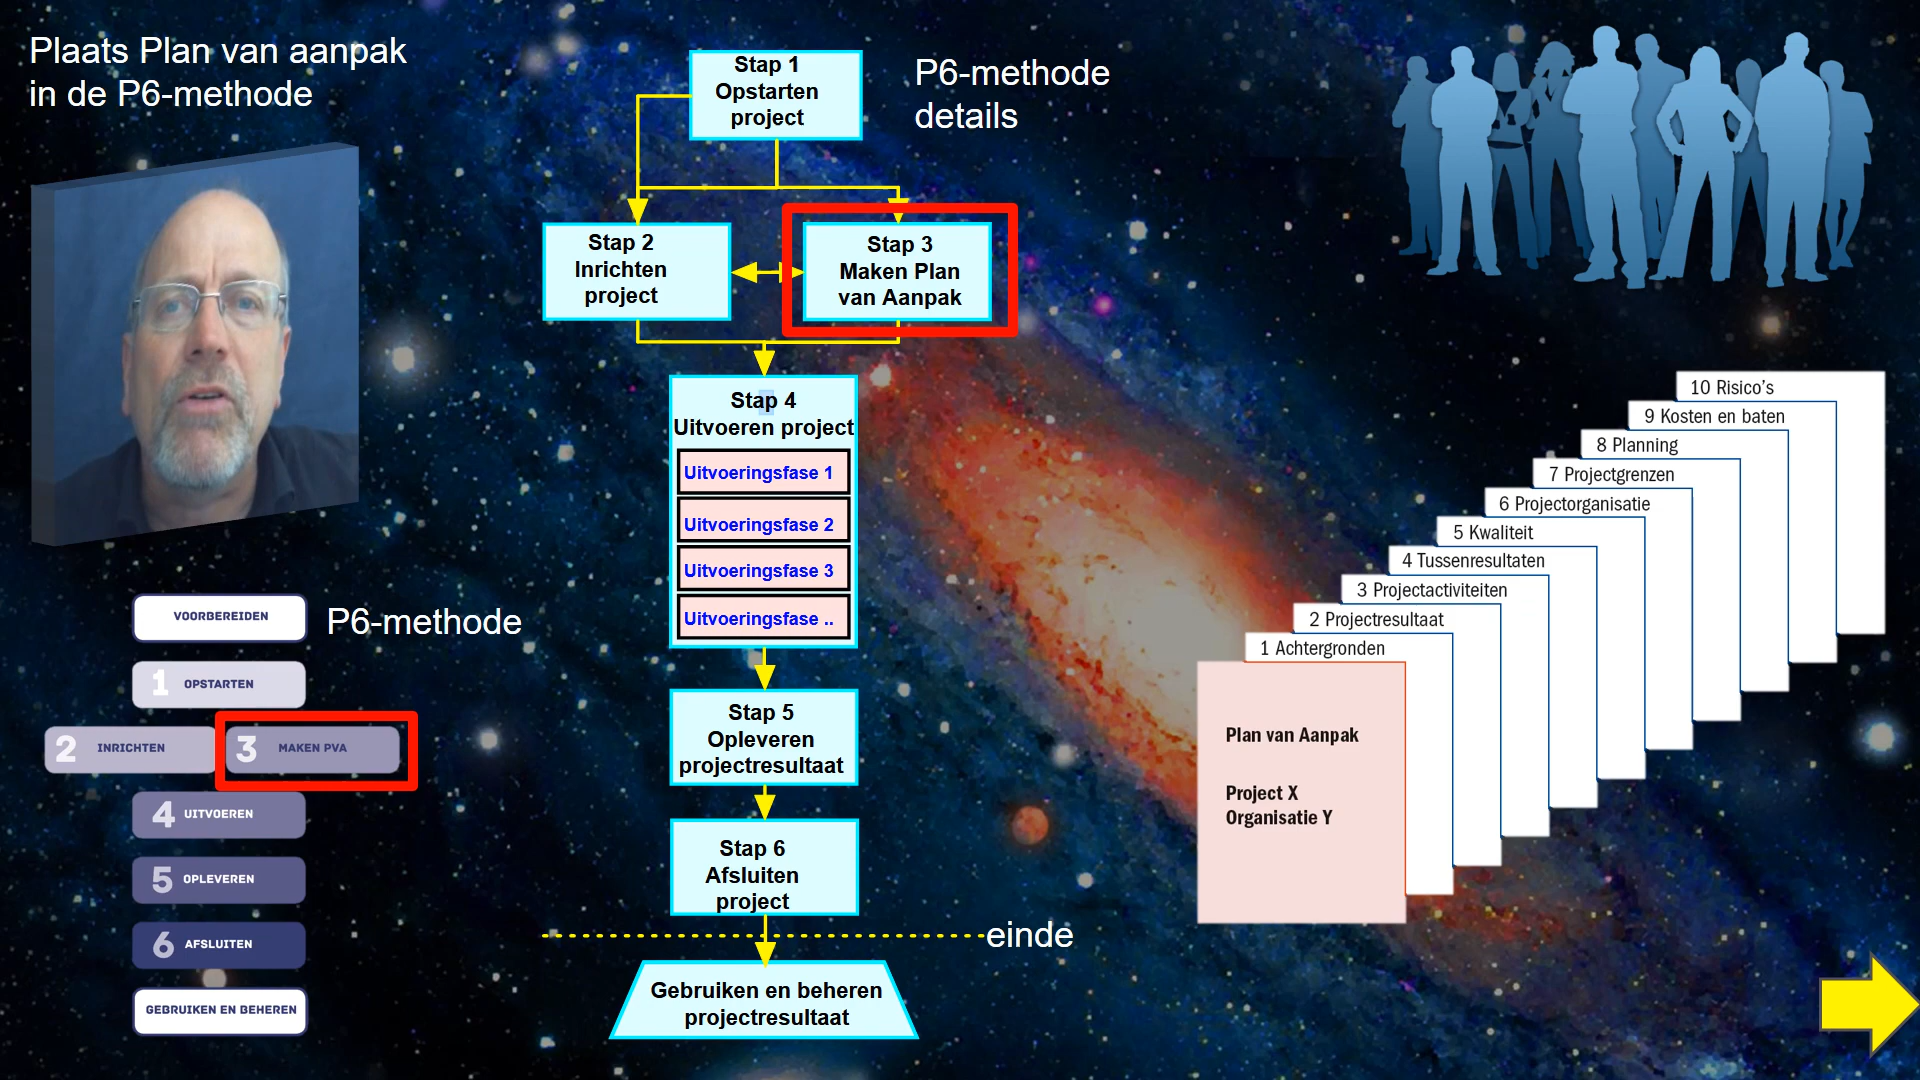 Plaats Plan van aanpak
in de P6-methode
P6-methode
details
Stap 1
Opstarten
project
Stap 2
Inrichten
project
Stap 3
Maken Plan
van Aanpak
Stap 4
Uitvoeren project
Uitvoeringsfase 1
Uitvoeringsfase 2
Uitvoeringsfase 3
Uitvoeringsfase ..
Stap 5
Opleveren
projectresultaat
Stap 6
Afsluiten
project
einde
Gebruiken en beheren
projectresultaat
P6-methode
VOORBEREIDEN
1 OPSTARTEN
2 INRICHTEN
3 MAKEN PVA
4 UITVOEREN
5 OPLEVEREN
6 AFSLUITEN
GEBRUIKEN EN BEHEREN
10 Risico's
9 Kosten en baten
8 Planning
7 Projectgrenzen
6 Projectorganisatie
5 Kwaliteit
4 Tussenresultaten
3 Projectactiviteiten
2 Projectresultaat
1 Achtergronden
Plan van Aanpak
Project X
Organisatie Y